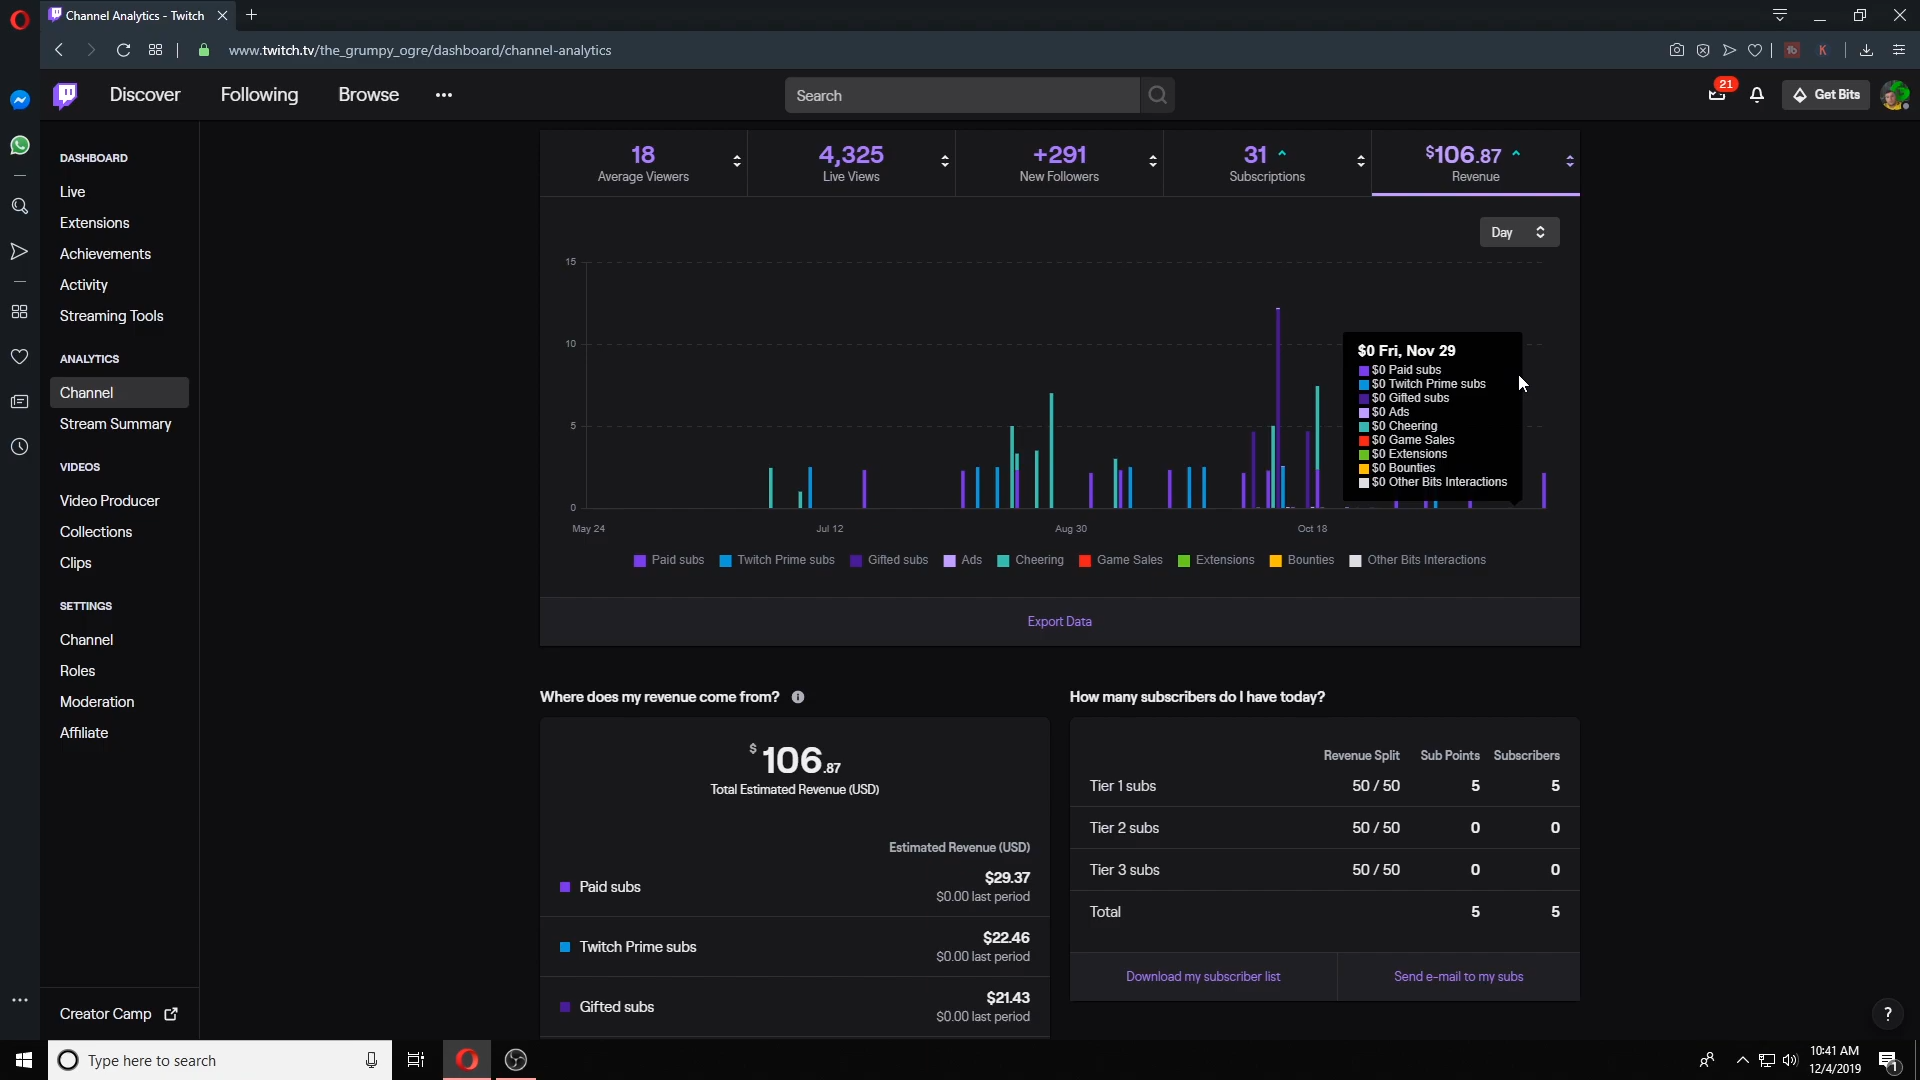 Channel Analytics - Twitch
www.twitch.tv/the_grumpy_ogre/dashboard/channel-analytics
K
Discover
Following
Browse
Search
21
Get Bits
DASHBOARD
Live
Extensions
Achievements
Activity
Streaming Tools
ANALYTICS
Channel
Stream Summary
VIDEOS
Video Producer
Collections
Clips
SETTINGS
Channel
Roles
Moderation
Affiliate
Creator Camp
18
Average Viewers
4,325
Live Views
+291
New Followers
31
Subscriptions
$106.87
Revenue
Day
15
10
5
0
May 24
Jul 12
Aug 30
Oct 18
$0 Fri, Nov 29
$0 Paid subs
$0 Twitch Prime subs
$0 Gifted subs
$0 Ads
$0 Cheering
$0 Game Sales
$0 Extensions
$0 Bounties
$0 Other Bits Interactions
Paid subs Twitch Prime subs Gifted subs Ads Cheering Game Sales Extensions Bounties Other Bits Interactions
Export Data
Where does my revenue come from?
$106.87
Total Estimated Revenue (USD)
Estimated Revenue (USD)
Paid subs $29.37
$0.00 last period
Twitch Prime subs $22.46
$0.00 last period
Gifted subs $21.43
$0.00 last period
How many subscribers do I have today?
Revenue Split Sub Points Subscribers
Tier 1 subs 50 / 50 5 5
Tier 2 subs 50 / 50 0 0
Tier 3 subs 50 / 50 0 0
Total 5 5
Download my subscriber list
Send e-mail to my subs
?
Type here to search
10:41 AM
12/4/2019
1